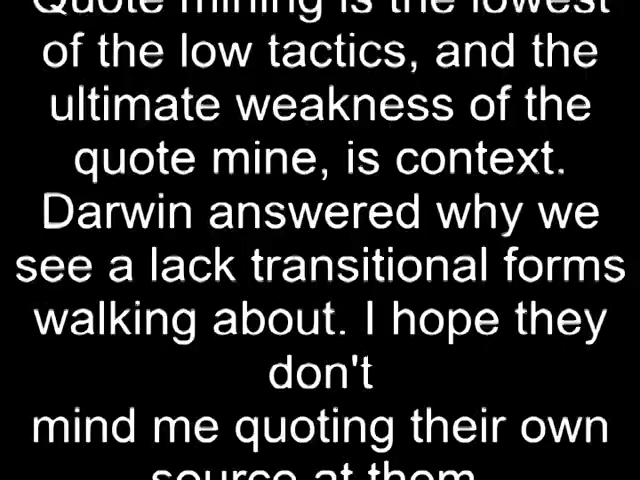 Quote mining is the lowest
of the low tactics, and the
ultimate weakness of the
quote mine, is context.
Darwin answered why we
see a lack transitional forms
walking about. I hope they
don't
mind me quoting their own
source at them.